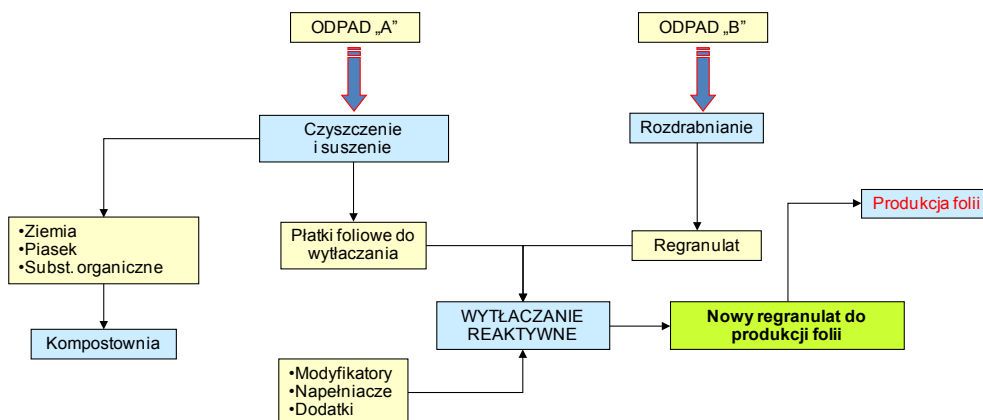 ODPAD „A”
ODPAD „B”
Czyszczenie
i suszenie
Rozdrabnianie
Produkcja folii
•Ziemia
•Piasek
•Subst. organiczne
Płatki foliowe do
wytłaczania
Regranulat
Kompostownia
WYTŁACZANIE
REAKTYWNE
Nowy regranulat do
produkcji folii
•Modyfikatory
•Napełniacze
•Dodatki